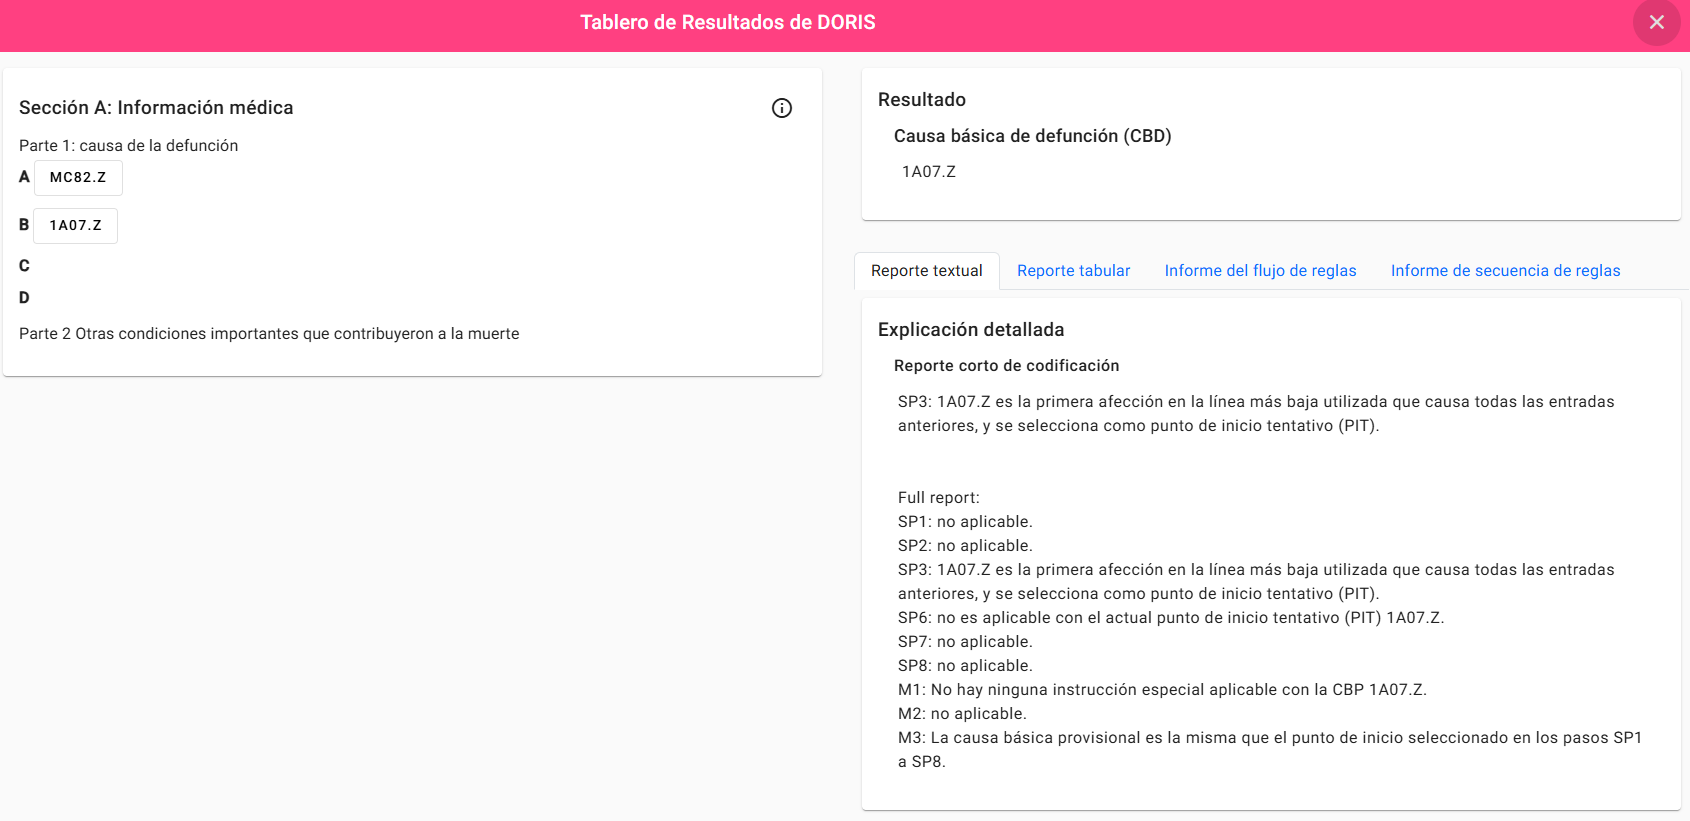 Tablero de Resultados de DORIS
Sección A: Información médica
Parte 1: causa de la defunción
A MC82.Z
B 1A07.Z
C
D
Parte 2 Otras condiciones importantes que contribuyeron a la muerte
Resultado
Causa básica de defunción (CBD)
1A07.Z
Reporte textual Reporte tabular Informe del flujo de reglas Informe de secuencia de reglas
Explicación detallada
Reporte corto de codificación
SP3: 1A07.Z es la primera afección en la línea más baja utilizada que causa todas las entradas
anteriores, y se selecciona como punto de inicio tentativo (PIT).
Full report:
SP1: no aplicable.
SP2: no aplicable.
SP3: 1A07.Z es la primera afección en la línea más baja utilizada que causa todas las entradas
anteriores, y se selecciona como punto de inicio tentativo (PIT).
SP6: no es aplicable con el actual punto de inicio tentativo (PIT) 1A07.Z.
SP7: no aplicable.
SP8: no aplicable.
M1: No hay ninguna instrucción especial aplicable con la CBP 1A07.Z.
M2: no aplicable.
M3: La causa básica provisional es la misma que el punto de inicio seleccionado en los pasos SP1
a SP8.